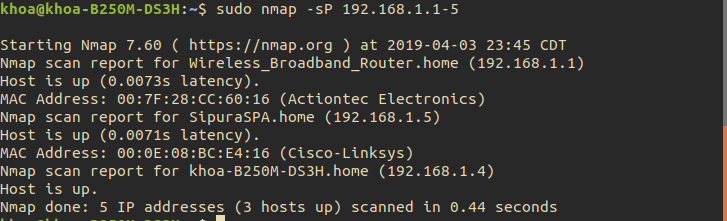 khoa@khoa-B250M-DS3H:~$ sudo nmap -sP 192.168.1.1-5
Starting Nmap 7.60 ( https://nmap.org ) at 2019-04-03 23:45 CDT
Nmap scan report for Wireless_Broadband_Router.home (192.168.1.1)
Host is up (0.0073s latency).
MAC Address: 00:7F:28:CC:60:16 (Actiontec Electronics)
Nmap scan report for SipuraSPA.home (192.168.1.5)
Host is up (0.0071s latency).
MAC Address: 00:0E:08:BC:E4:16 (Cisco-Linksys)
Nmap scan report for khoa-B250M-DS3H.home (192.168.1.4)
Host is up.
Nmap done: 5 IP addresses (3 hosts up) scanned in 0.44 seconds